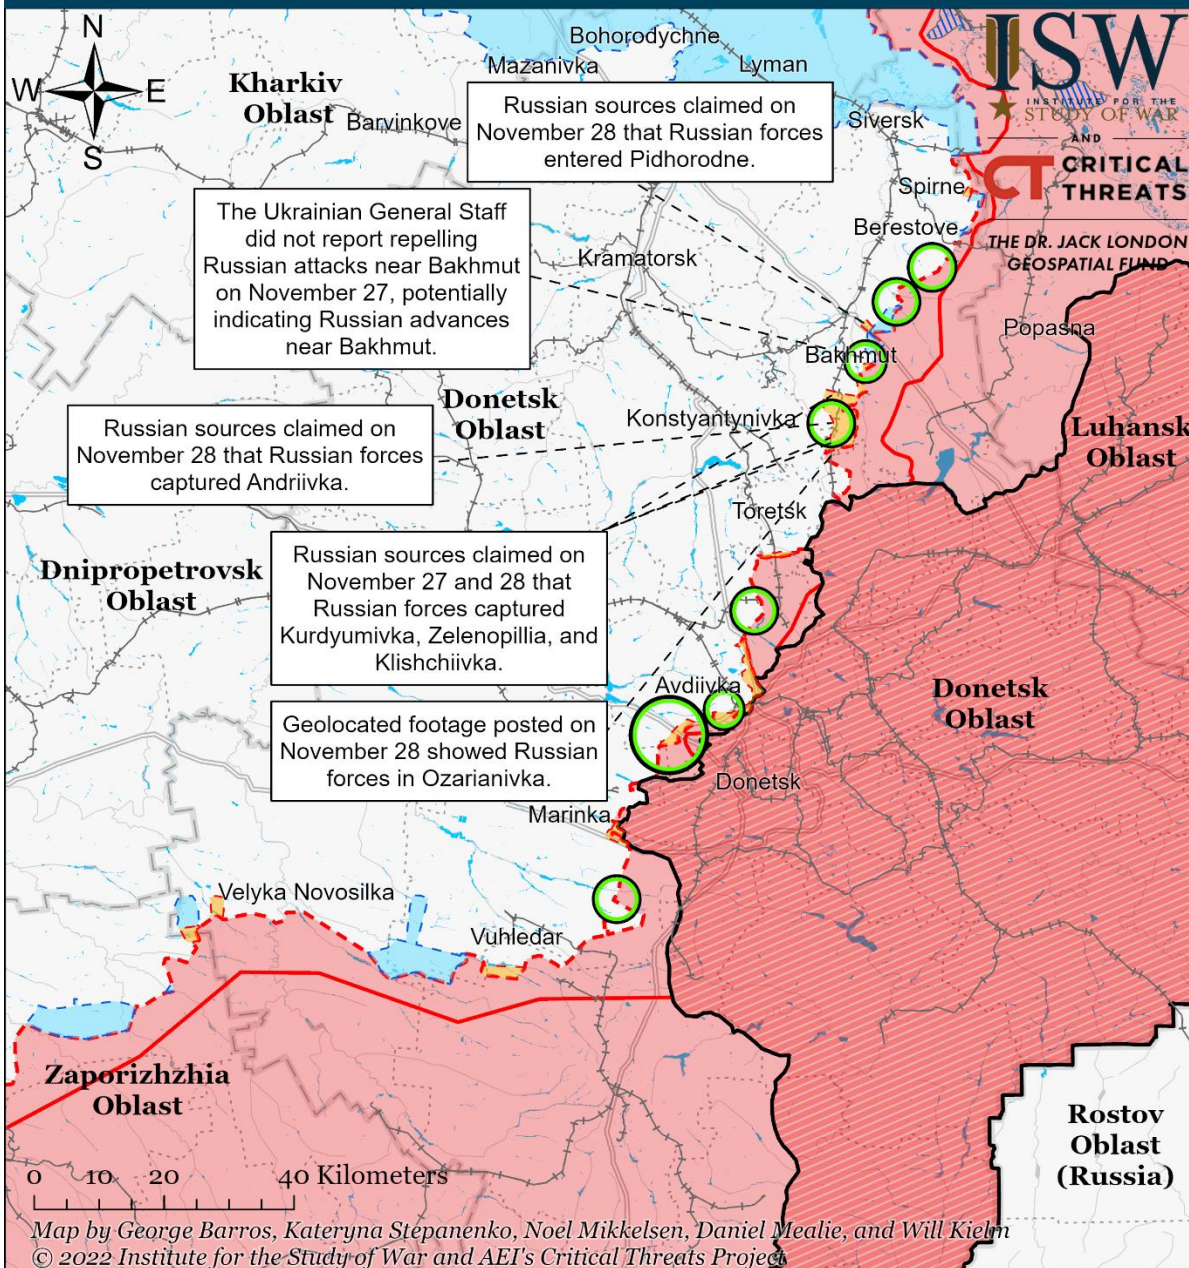 N
W
E
S
Kharkiv
Oblast
Barvinkove
Bohorodychne
Mazanivka
Lyman
Siversk
Spirne
Berestove
Kramatorsk
Popasna
Bakhmut
Konstyantynivka
Donetsk
Oblast
Luhansk
Oblast
Toretsk
Dnipropetrovsk
Oblast
Avdiivka
Donetsk
Oblast
Donetsk
Marinka
Velyka Novosilka
Vuhledar
Zaporizhzhia
Oblast
Rostov
Oblast
(Russia)
ISW
INSTITUTE FOR THE
STUDY OF WAR
AND
CT CRITICAL
THREATS
THE DR. JACK LONDON
GEOSPATIAL FUND
Russian sources claimed on
November 28 that Russian forces
entered Pidhorodne.
The Ukrainian General Staff
did not report repelling
Russian attacks near Bakhmut
on November 27, potentially
indicating Russian advances
near Bakhmut.
Russian sources claimed on
November 28 that Russian forces
captured Andriivka.
Russian sources claimed on
November 27 and 28 that
Russian forces captured
Kurdyumivka, Zelenopillia, and
Klishchiivka.
Geolocated footage posted on
November 28 showed Russian
forces in Ozarianivka.
0 10 20 40 Kilometers
Map by George Barros, Kateryna Stepanenko, Noel Mikkelsen, Daniel Mealie, and Will Kielm
© 2022 Institute for the Study of War and AEI's Critical Threats Project